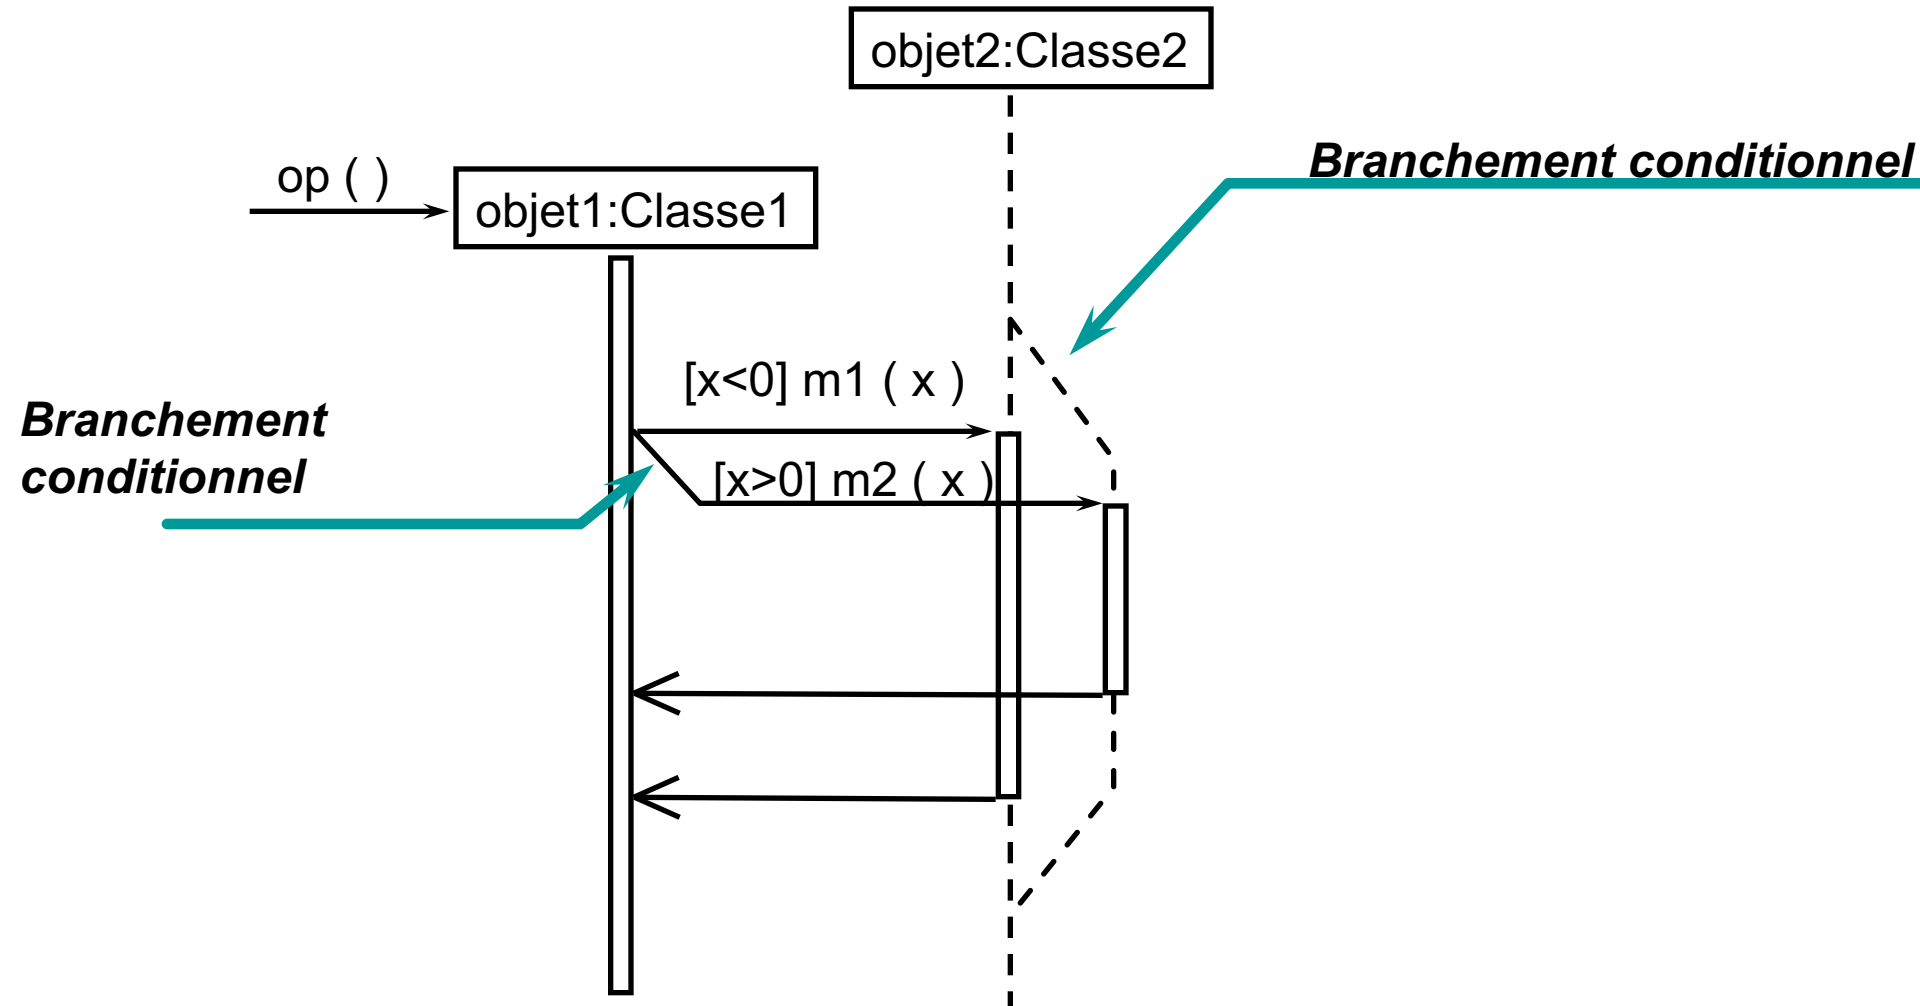 objet2:Classe2
Branchement conditionnel
op ( )
objet1:Classe1
[x<0] m1 ( x )
Branchement
conditionnel
[x>0] m2 ( x )